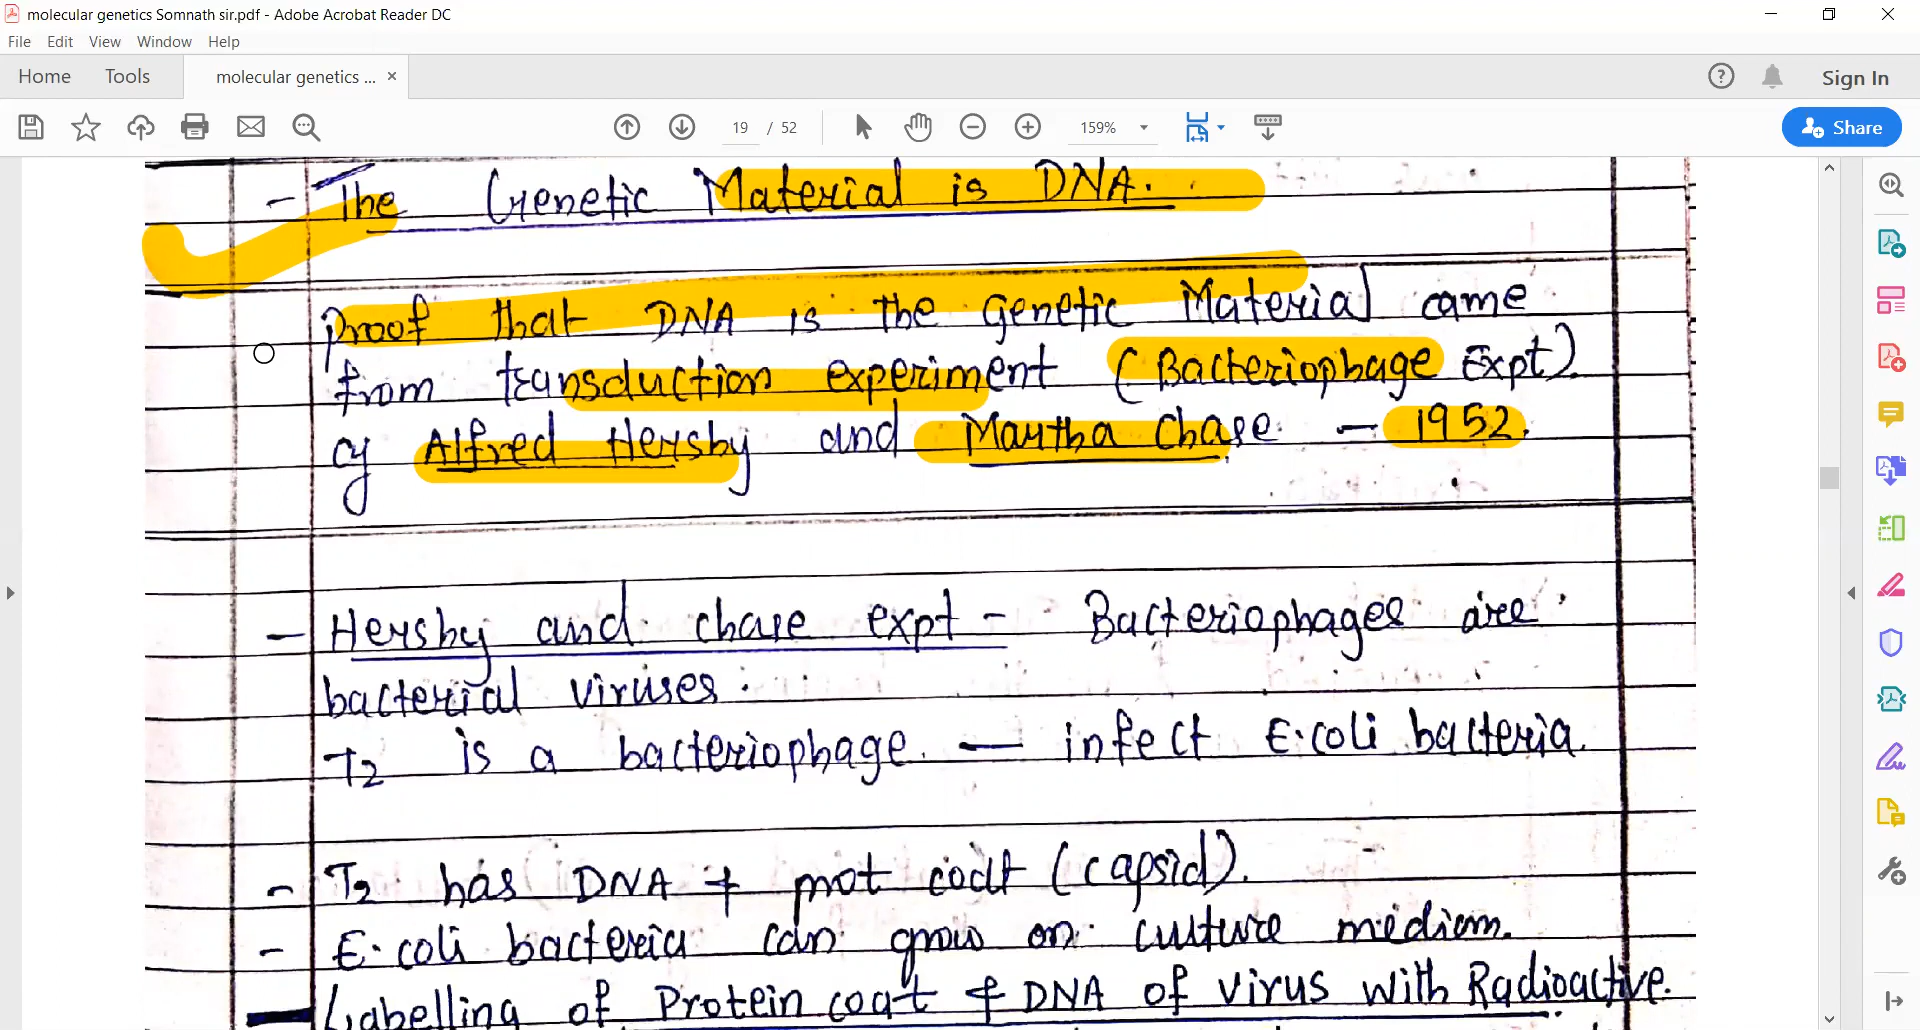 molecular genetics Somnath sir.pdf - Adobe Acrobat Reader DC
File Edit View Window Help
Home Tools molecular genetics ... ×
Sign In
19 / 52 159% Share
- The Genetic Material is DNA.
Proof that DNA is the Genetic Material came
from transduction experiment (Bacteriophage Expt)
of Alfred Hersby and Martha Chase - 1952.
- Hersby and chase expt - Bacteriophages are
bacterial viruses.
T2 is a bacteriophage. - infect E.coli bacteria.
- T2 has DNA + prot coat (capsid).
- E.coli bacteria can grow on culture medium.
- Labelling of Protein coat & DNA of virus with Radioactive.